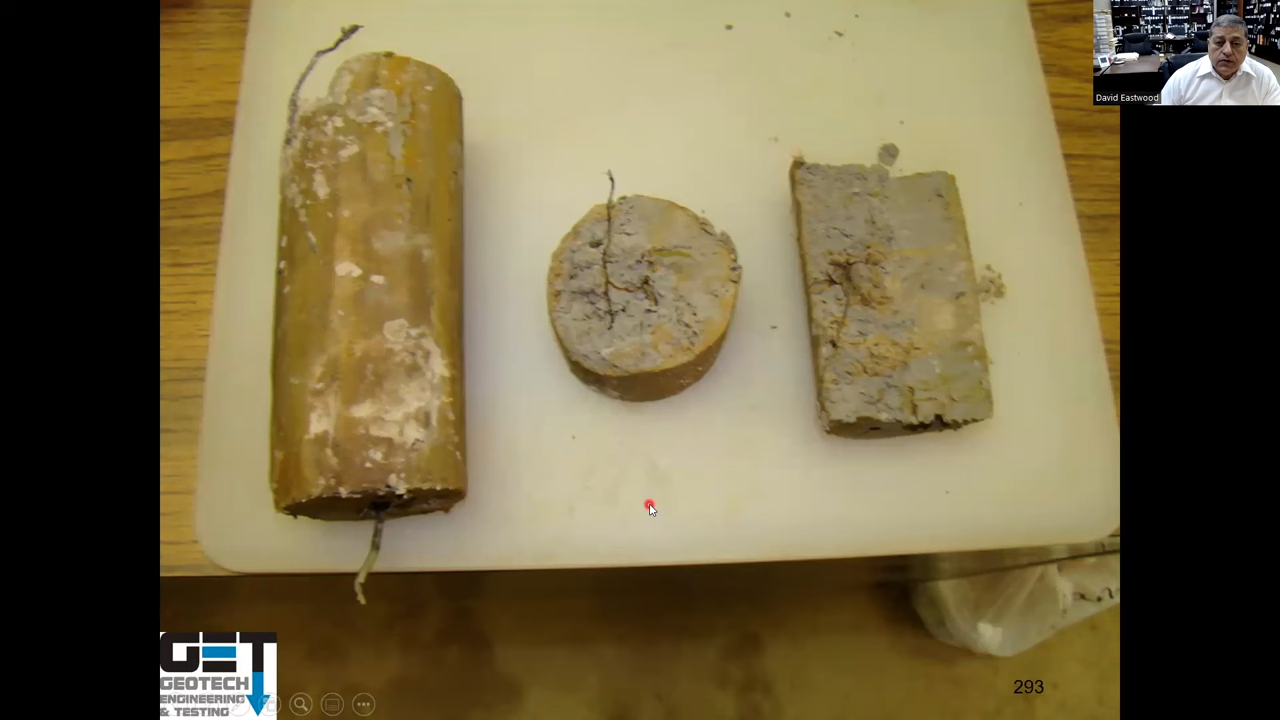 David Eastwood
GET
GEOTECH
ENGINEERING
& TESTING
293